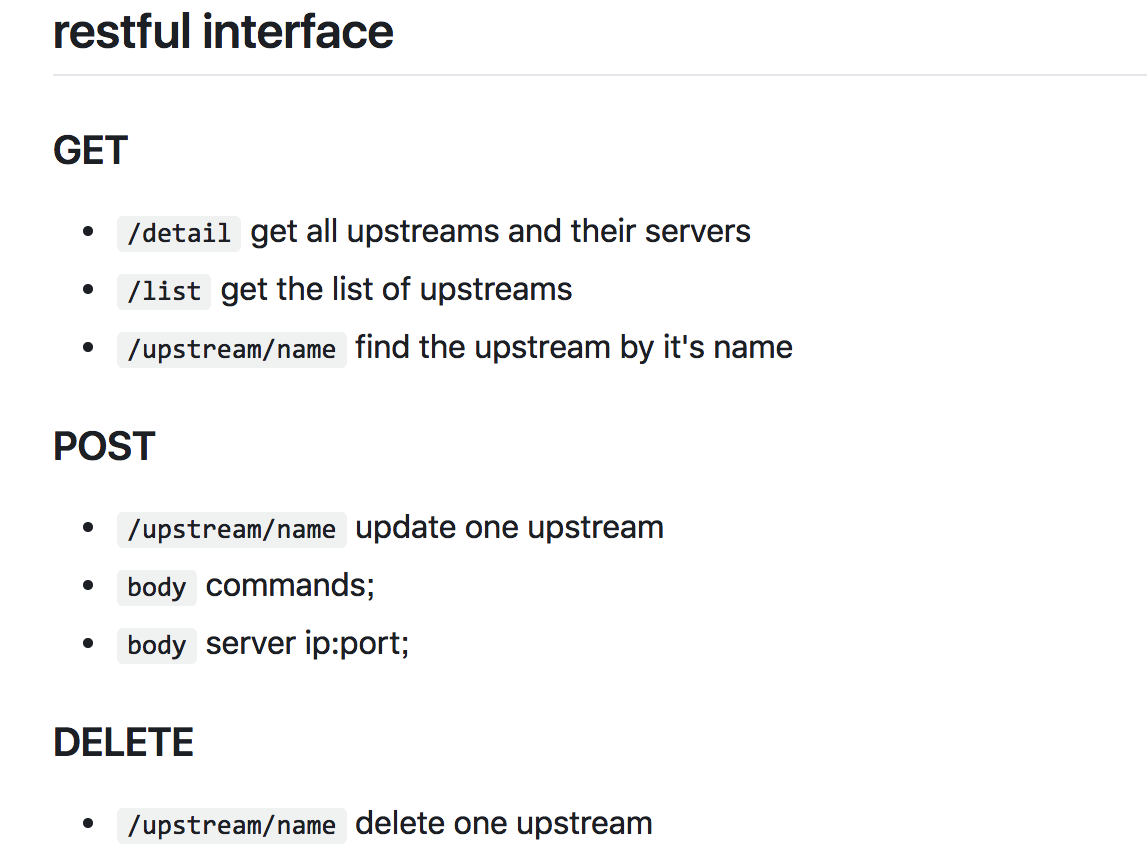 restful interface
GET
/detail get all upstreams and their servers
/list get the list of upstreams
/upstream/name find the upstream by it's name
POST
/upstream/name update one upstream
body commands;
body server ip:port;
DELETE
/upstream/name delete one upstream